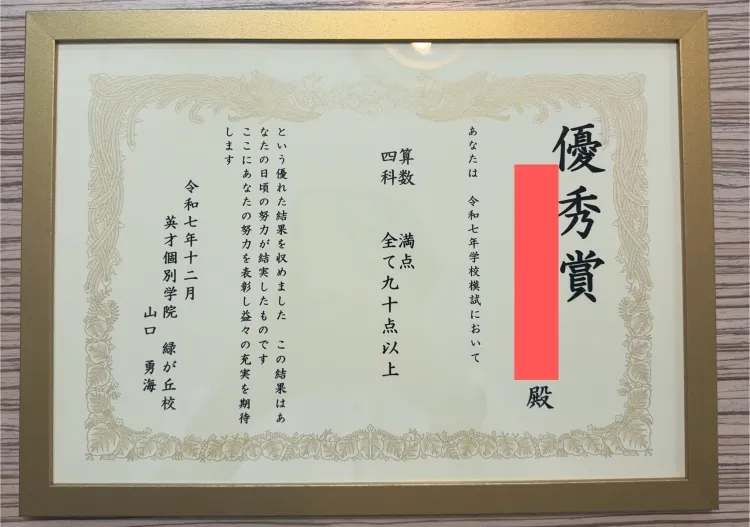 優秀賞
殿
あなたは 令和七年学校模試において
算数 満点
四科 全て九十点以上
という優れた結果を収めました この結果はあ
なたの日頃の努力が結実したものです
ここにあなたの努力を表彰し益々の充実を期待
します
令和七年十二月
英才個別学院 緑が丘校
山口 勇海